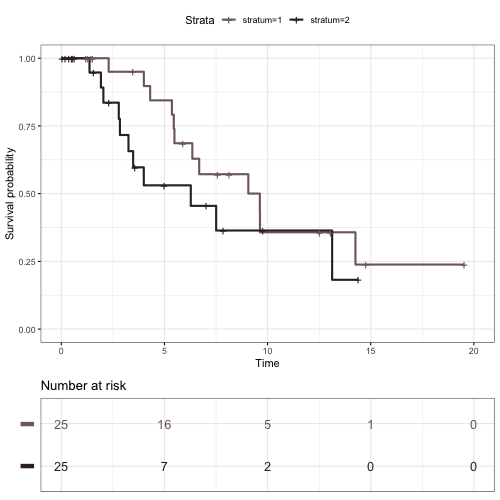 Strata stratum=1 stratum=2
Survival probability
1.00
0.75
0.50
0.25
0.00
0 5 10 15 20
Time
Number at risk
25 16 5 1 0
25 7 2 0 0